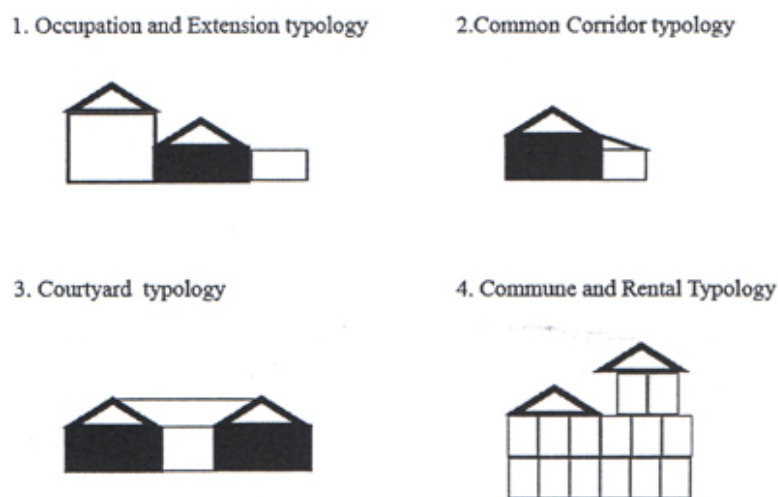 1. Occupation and Extension typology
2.Common Corridor typology
3. Courtyard typology
4. Commune and Rental Typology